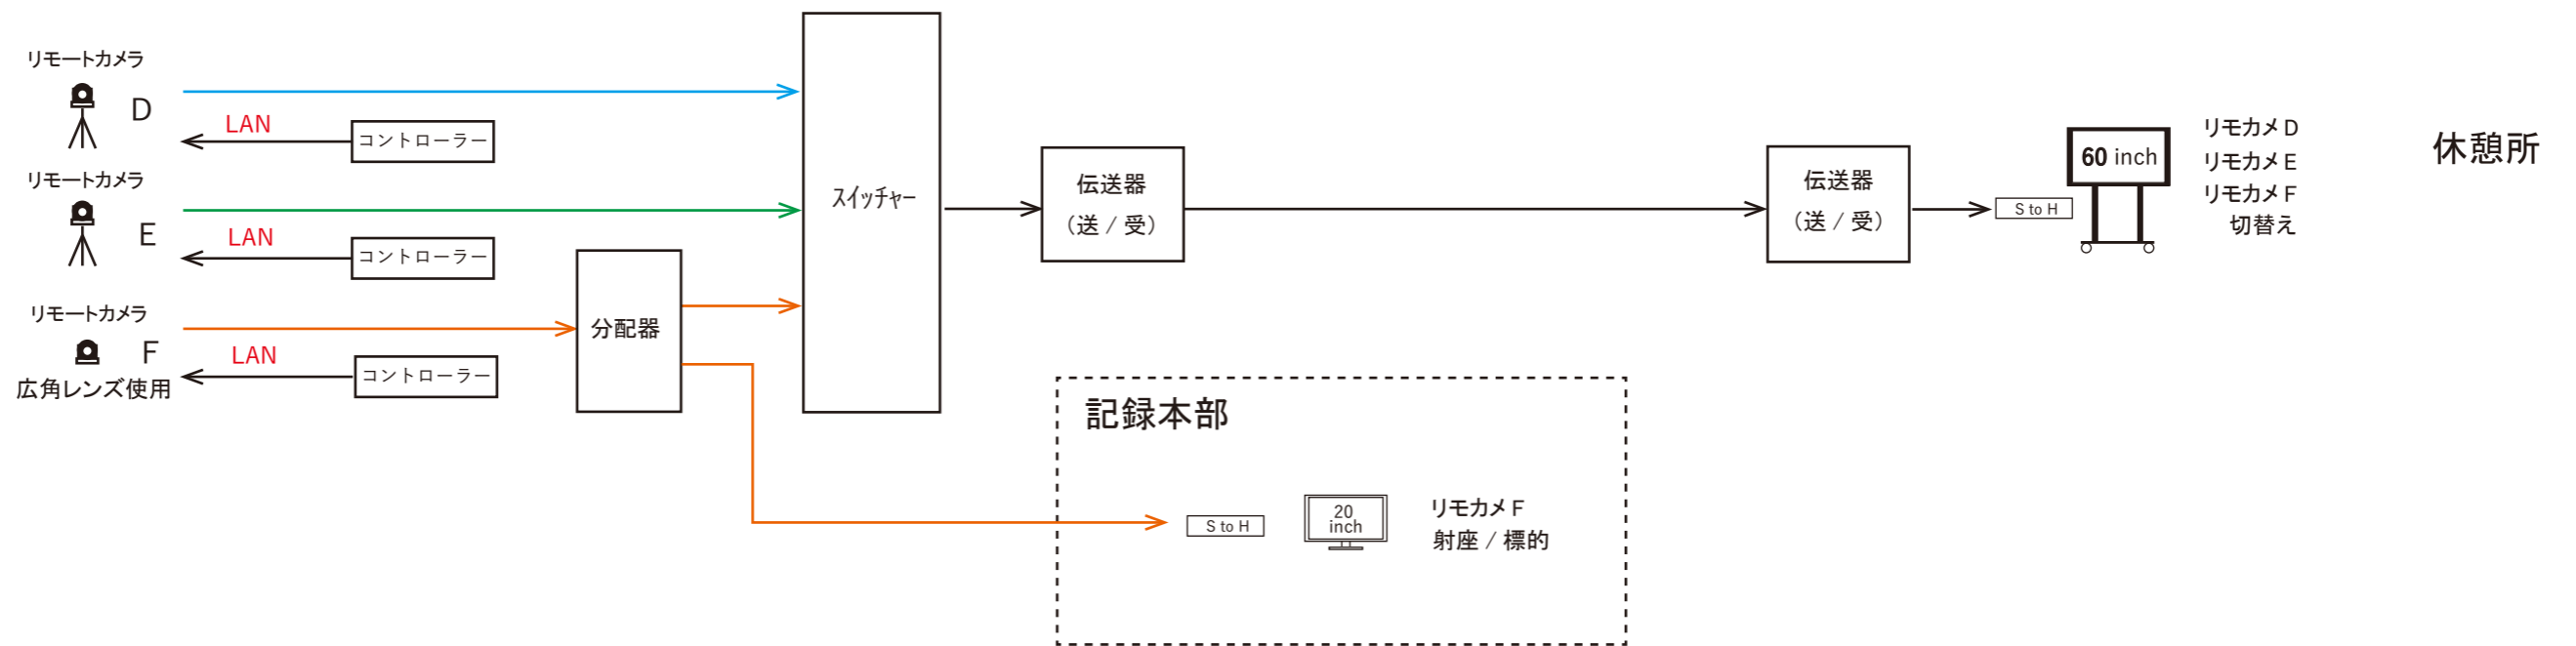 リモートカメラ
D
LAN
コントローラー
リモートカメラ
E
LAN
コントローラー
リモートカメラ
F
広角レンズ使用
LAN
コントローラー
分配器
スイッチャー
伝送器
（送 / 受）
伝送器
（送 / 受）
S to H
60 inch
リモカメ D
リモカメ E
リモカメ F
切替え
休憩所
記録本部
S to H
20
inch
リモカメ F
射座 / 標的